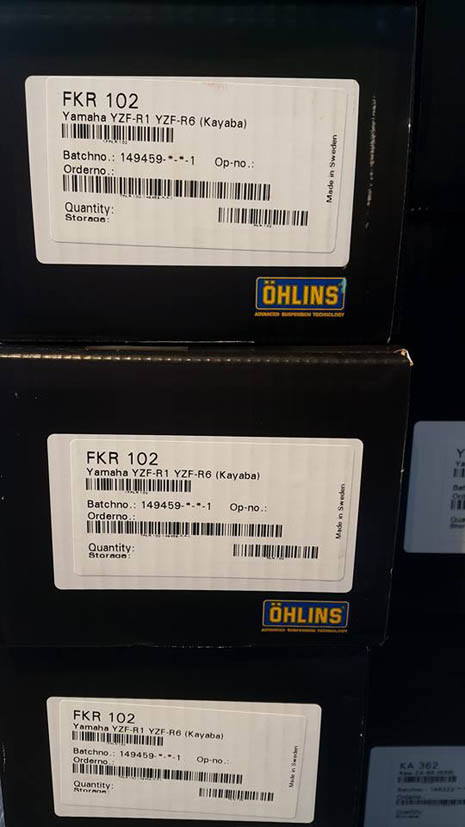 FKR 102
Yamaha YZF-R1 YZF-R6 (Kayaba)
Batchno.: 149459-*-*-1 Op-no.:
Orderno.:
Quantity:
Storage:
Made in Sweden
ÖHLINS
ADVANCED SUSPENSION TECHNOLOGY
FKR 102
Yamaha YZF-R1 YZF-R6 (Kayaba)
Batchno.: 149459-*-*-1 Op-no.:
Orderno.:
Quantity:
Storage:
Made in Sweden
ÖHLINS
ADVANCED SUSPENSION TECHNOLOGY
FKR 102
Yamaha YZF-R1 YZF-R6 (Kayaba)
Batchno.: 149459-*-*-1 Op-no.:
Orderno.:
Quantity:
Storage:
Made in Sweden
KA 362
Orderno.:
Quantity: